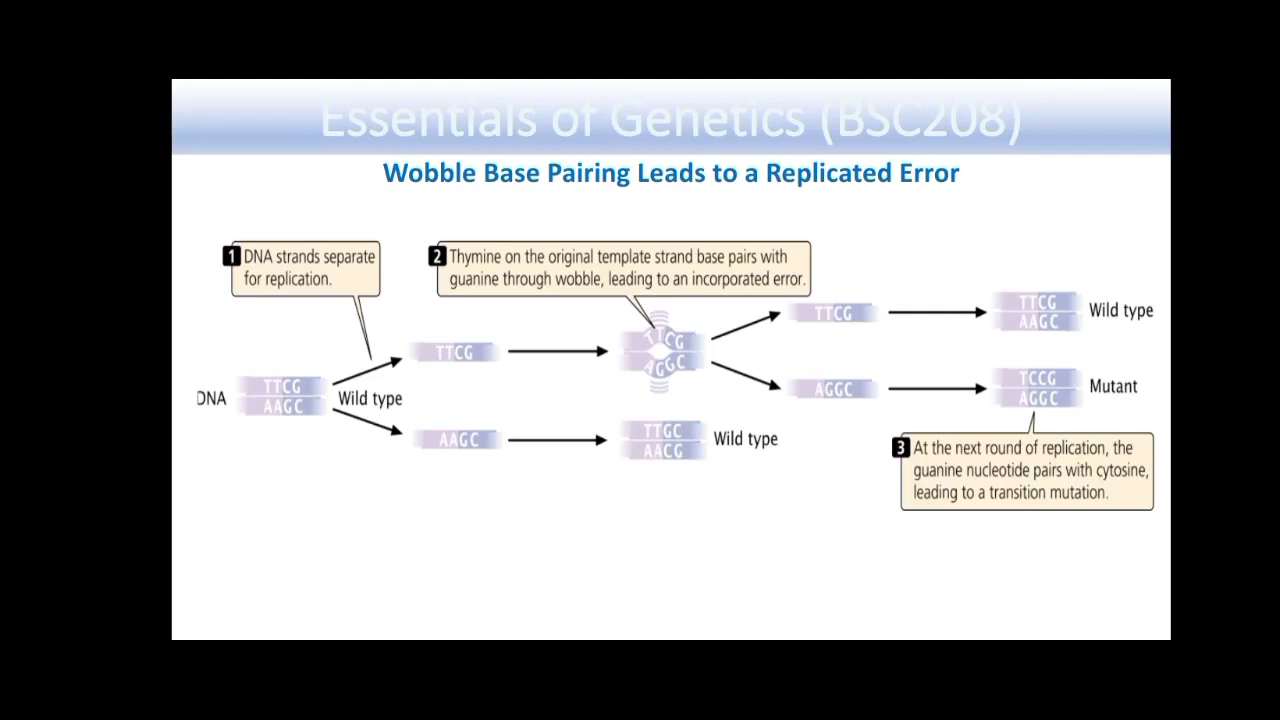 Essentials of Genetics (BSC208)
Wobble Base Pairing Leads to a Replicated Error
1 DNA strands separate
for replication.
2 Thymine on the original template strand base pairs with
guanine through wobble, leading to an incorporated error.
DNA
TTCG
AAGC
Wild type
TTCG
AAGC
TTCG
AGGC
TTGC
AACG
Wild type
TTCG
AGGC
TTCG
AAGC
Wild type
TCCG
AGGC
Mutant
3 At the next round of replication, the
guanine nucleotide pairs with cytosine,
leading to a transition mutation.